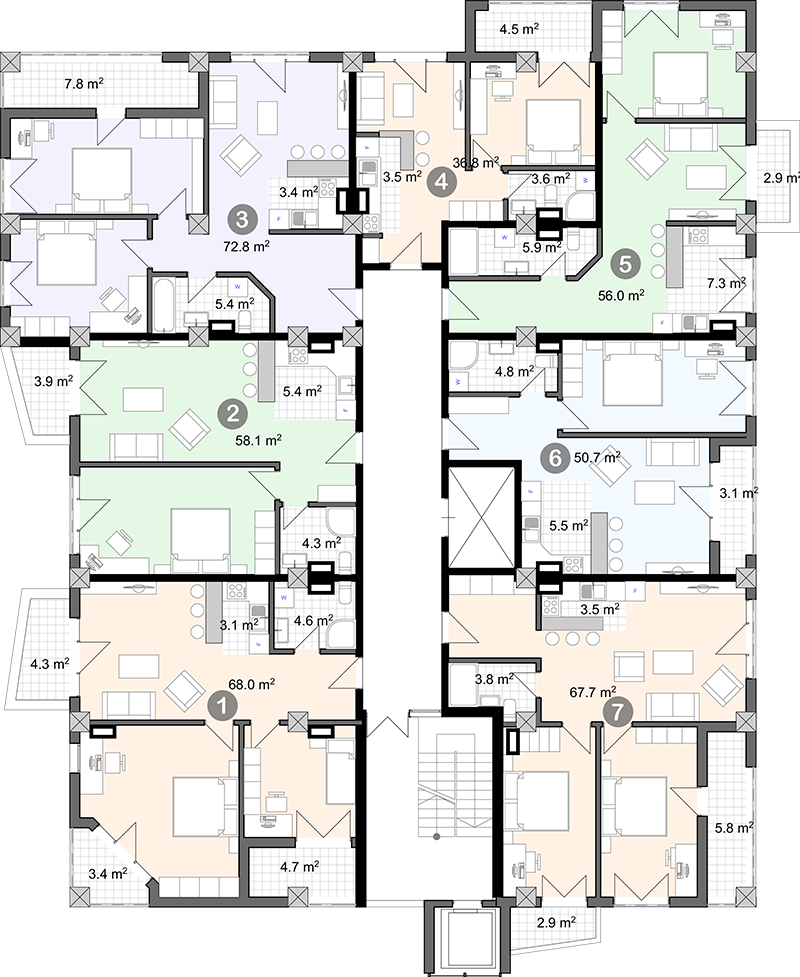 4.5 m²
7.8 m²
3
72.8 m²
3.4 m²
F
5.4 m²
W
F
3.5 m²
4
36.8 m²
3.6 m²
W
W
5.9 m²
2.9 m²
5
56.0 m²
7.3 m²
F
3.9 m²
2
58.1 m²
5.4 m²
F
4.3 m²
4.8 m²
W
6
50.7 m²
F
5.5 m²
3.1 m²
4.3 m²
3.1 m²
F
W
4.6 m²
68.0 m²
1
3.4 m²
4.7 m²
3.5 m²
F
3.8 m²
67.7 m²
7
5.8 m²
2.9 m²